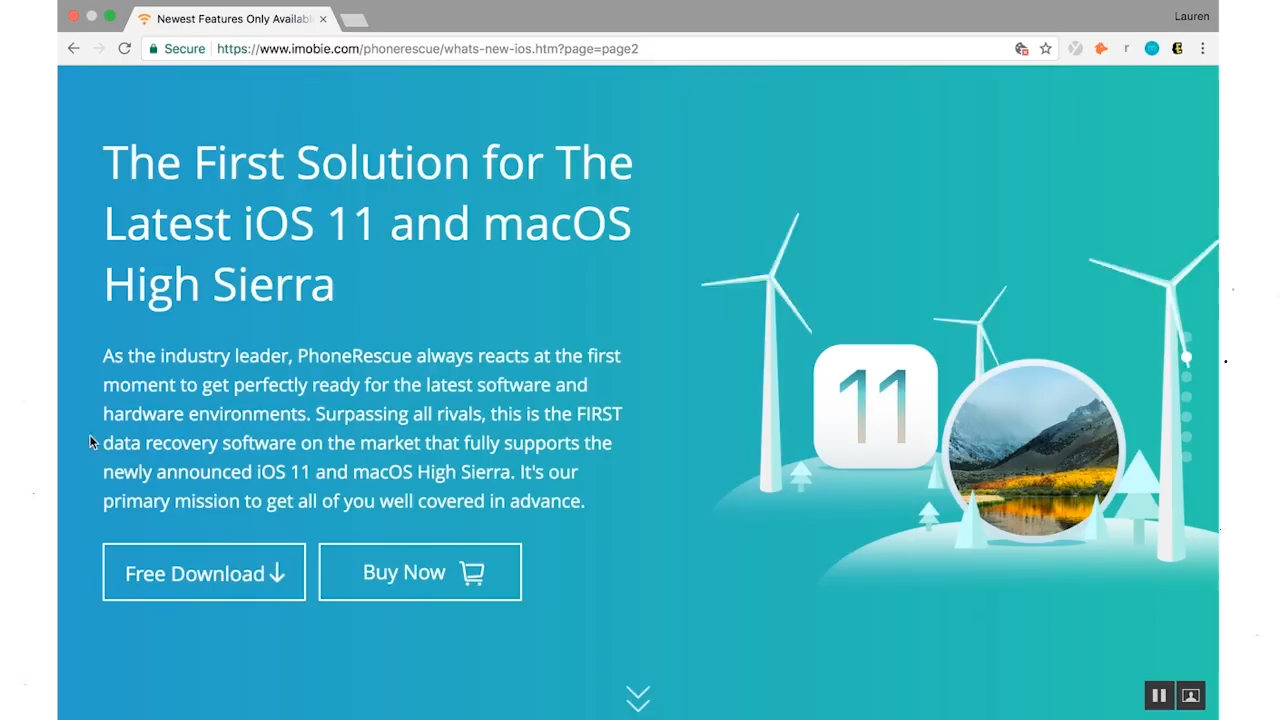 Newest Features Only Availabl
Lauren
Secure
https://www.imobie.com/phonerescue/whats-new-ios.htm?page=page2
The First Solution for The
Latest iOS 11 and macOS
High Sierra
As the industry leader, PhoneRescue always reacts at the first
moment to get perfectly ready for the latest software and
hardware environments. Surpassing all rivals, this is the FIRST
data recovery software on the market that fully supports the
newly announced iOS 11 and macOS High Sierra. It's our
primary mission to get all of you well covered in advance.
Free Download
Buy Now
11